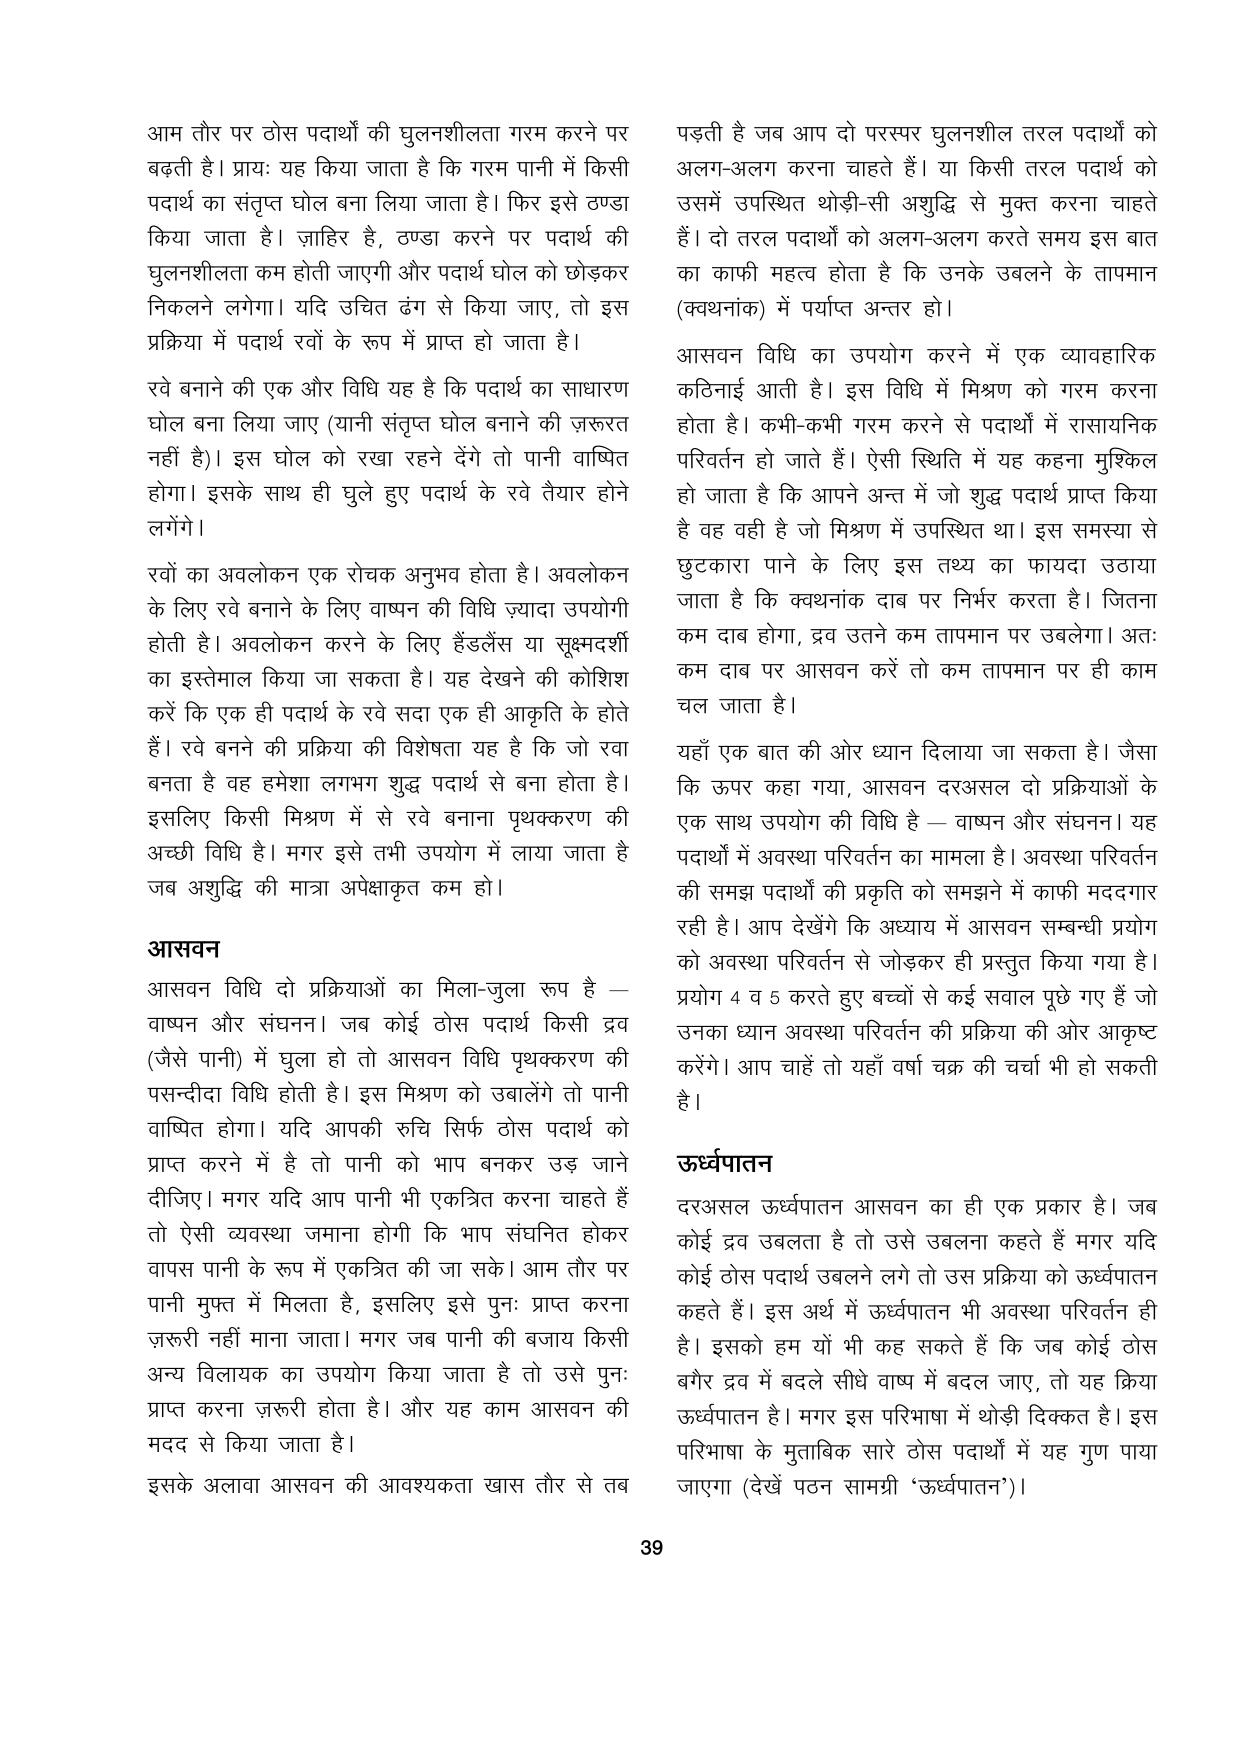 आम तौर पर ठोस पदार्थों की घुलनशीलता गरम करने पर
बढ़ती है। प्रायः यह किया जाता है कि गरम पानी में किसी
पदार्थ का संतृप्त घोल बना लिया जाता है। फिर इसे ठण्डा
किया जाता है। ज़ाहिर है, ठण्डा करने पर पदार्थ की
घुलनशीलता कम होती जाएगी और पदार्थ घोल को छोड़कर
निकलने लगेगा। यदि उचित ढंग से किया जाए, तो इस
प्रक्रिया में पदार्थ रवों के रूप में प्राप्त हो जाता है।
रवे बनाने की एक और विधि यह है कि पदार्थ का साधारण
घोल बना लिया जाए (यानी संतृप्त घोल बनाने की ज़रूरत
नहीं है)। इस घोल को रखा रहने देंगे तो पानी वाष्पित
होगा। इसके साथ ही घुले हुए पदार्थ के रवे तैयार होने
लगेंगे।
रवों का अवलोकन एक रोचक अनुभव होता है। अवलोकन
के लिए रवे बनाने के लिए वाष्पन की विधि ज़्यादा उपयोगी
होती है। अवलोकन करने के लिए हैंडलैंस या सूक्ष्मदर्शी
का इस्तेमाल किया जा सकता है। यह देखने की कोशिश
करें कि एक ही पदार्थ के रवे सदा एक ही आकृति के होते
हैं। रवे बनने की प्रक्रिया की विशेषता यह है कि जो रवा
बनता है वह हमेशा लगभग शुद्ध पदार्थ से बना होता है।
इसलिए किसी मिश्रण में से रवे बनाना पृथक्करण की
अच्छी विधि है। मगर इसे तभी उपयोग में लाया जाता है
जब अशुद्धि की मात्रा अपेक्षाकृत कम हो।
आसवन
आसवन विधि दो प्रक्रियाओं का मिला-जुला रूप है —
वाष्पन और संघनन। जब कोई ठोस पदार्थ किसी द्रव
(जैसे पानी) में घुला हो तो आसवन विधि पृथक्करण की
पसन्दीदा विधि होती है। इस मिश्रण को उबालेंगे तो पानी
वाष्पित होगा। यदि आपकी रुचि सिर्फ ठोस पदार्थ को
प्राप्त करने में है तो पानी को भाप बनकर उड़ जाने
दीजिए। मगर यदि आप पानी भी एकत्रित करना चाहते हैं
तो ऐसी व्यवस्था जमाना होगी कि भाप संघनित होकर
वापस पानी के रूप में एकत्रित की जा सके। आम तौर पर
पानी मुफ्त में मिलता है, इसलिए इसे पुनः प्राप्त करना
ज़रूरी नहीं माना जाता। मगर जब पानी की बजाय किसी
अन्य विलायक का उपयोग किया जाता है तो उसे पुनः
प्राप्त करना ज़रूरी होता है। और यह काम आसवन की
मदद से किया जाता है।
इसके अलावा आसवन की आवश्यकता खास तौर से तब
पड़ती है जब आप दो परस्पर घुलनशील तरल पदार्थों को
अलग-अलग करना चाहते हैं। या किसी तरल पदार्थ को
उसमें उपस्थित थोड़ी-सी अशुद्धि से मुक्त करना चाहते
हैं। दो तरल पदार्थों को अलग-अलग करते समय इस बात
का काफी महत्व होता है कि उनके उबलने के तापमान
(क्वथनांक) में पर्याप्त अन्तर हो।
आसवन विधि का उपयोग करने में एक व्यावहारिक
कठिनाई आती है। इस विधि में मिश्रण को गरम करना
होता है। कभी-कभी गरम करने से पदार्थों में रासायनिक
परिवर्तन हो जाते हैं। ऐसी स्थिति में यह कहना मुश्किल
हो जाता है कि आपने अन्त में जो शुद्ध पदार्थ प्राप्त किया
है वह वही है जो मिश्रण में उपस्थित था। इस समस्या से
छुटकारा पाने के लिए इस तथ्य का फायदा उठाया
जाता है कि क्वथनांक दाब पर निर्भर करता है। जितना
कम दाब होगा, द्रव उतने कम तापमान पर उबलेगा। अतः
कम दाब पर आसवन करें तो कम तापमान पर ही काम
चल जाता है।
यहाँ एक बात की ओर ध्यान दिलाया जा सकता है। जैसा
कि ऊपर कहा गया, आसवन दरअसल दो प्रक्रियाओं के
एक साथ उपयोग की विधि है — वाष्पन और संघनन। यह
पदार्थों में अवस्था परिवर्तन का मामला है। अवस्था परिवर्तन
की समझ पदार्थों की प्रकृति को समझने में काफी मददगार
रही है। आप देखेंगे कि अध्याय में आसवन सम्बन्धी प्रयोग
को अवस्था परिवर्तन से जोड़कर ही प्रस्तुत किया गया है।
प्रयोग 4 व 5 करते हुए बच्चों से कई सवाल पूछे गए हैं जो
उनका ध्यान अवस्था परिवर्तन की प्रक्रिया की ओर आकृष्ट
करेंगे। आप चाहें तो यहाँ वर्षा चक्र की चर्चा भी हो सकती
है।
ऊर्ध्वपातन
दरअसल ऊर्ध्वपातन आसवन का ही एक प्रकार है। जब
कोई द्रव उबलता है तो उसे उबलना कहते हैं मगर यदि
कोई ठोस पदार्थ उबलने लगे तो उस प्रक्रिया को ऊर्ध्वपातन
कहते हैं। इस अर्थ में ऊर्ध्वपातन भी अवस्था परिवर्तन ही
है। इसको हम यों भी कह सकते हैं कि जब कोई ठोस
बगैर द्रव में बदले सीधे वाष्प में बदल जाए, तो यह क्रिया
ऊर्ध्वपातन है। मगर इस परिभाषा में थोड़ी दिक्कत है। इस
परिभाषा के मुताबिक सारे ठोस पदार्थों में यह गुण पाया
जाएगा (देखें पठन सामग्री ‘ऊर्ध्वपातन’)।
39